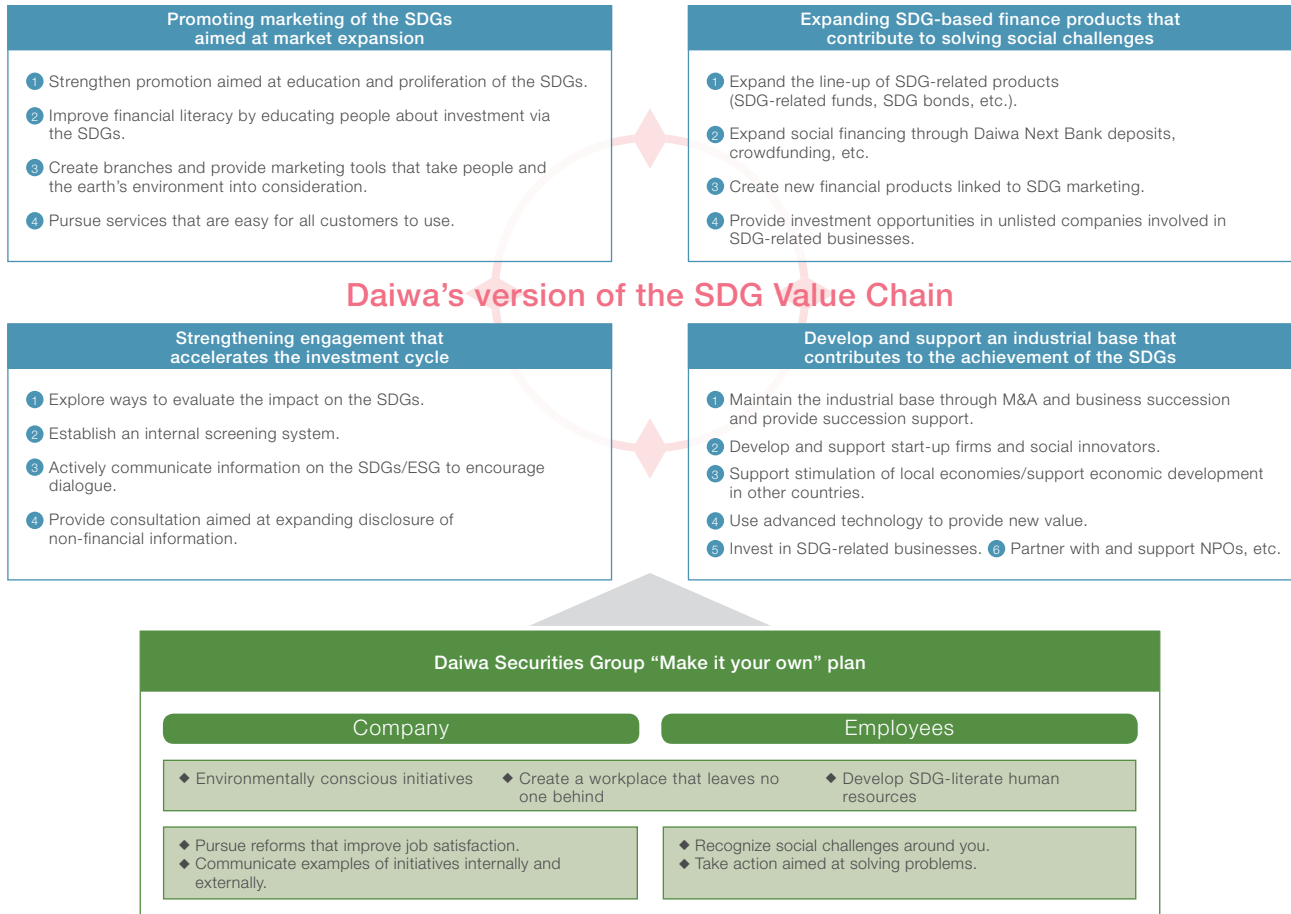 Promoting marketing of the SDGs
aimed at market expansion
1 Strengthen promotion aimed at education and proliferation of the SDGs.
2 Improve financial literacy by educating people about investment via
the SDGs.
3 Create branches and provide marketing tools that take people and
the earth’s environment into consideration.
4 Pursue services that are easy for all customers to use.
Expanding SDG-based finance products that
contribute to solving social challenges
1 Expand the line-up of SDG-related products
(SDG-related funds, SDG bonds, etc.).
2 Expand social financing through Daiwa Next Bank deposits,
crowdfunding, etc.
3 Create new financial products linked to SDG marketing.
4 Provide investment opportunities in unlisted companies involved in
SDG-related businesses.
Daiwa’s version of the SDG Value Chain
Strengthening engagement that
accelerates the investment cycle
1 Explore ways to evaluate the impact on the SDGs.
2 Establish an internal screening system.
3 Actively communicate information on the SDGs/ESG to encourage
dialogue.
4 Provide consultation aimed at expanding disclosure of
non-financial information.
Develop and support an industrial base that
contributes to the achievement of the SDGs
1 Maintain the industrial base through M&A and business succession
and provide succession support.
2 Develop and support start-up firms and social innovators.
3 Support stimulation of local economies/support economic development
in other countries.
4 Use advanced technology to provide new value.
5 Invest in SDG-related businesses. 6 Partner with and support NPOs, etc.
Daiwa Securities Group “Make it your own” plan
Company
Employees
◆ Environmentally conscious initiatives
◆ Create a workplace that leaves no
one behind
◆ Develop SDG-literate human
resources
◆ Pursue reforms that improve job satisfaction.
◆ Communicate examples of initiatives internally and
externally.
◆ Recognize social challenges around you.
◆ Take action aimed at solving problems.